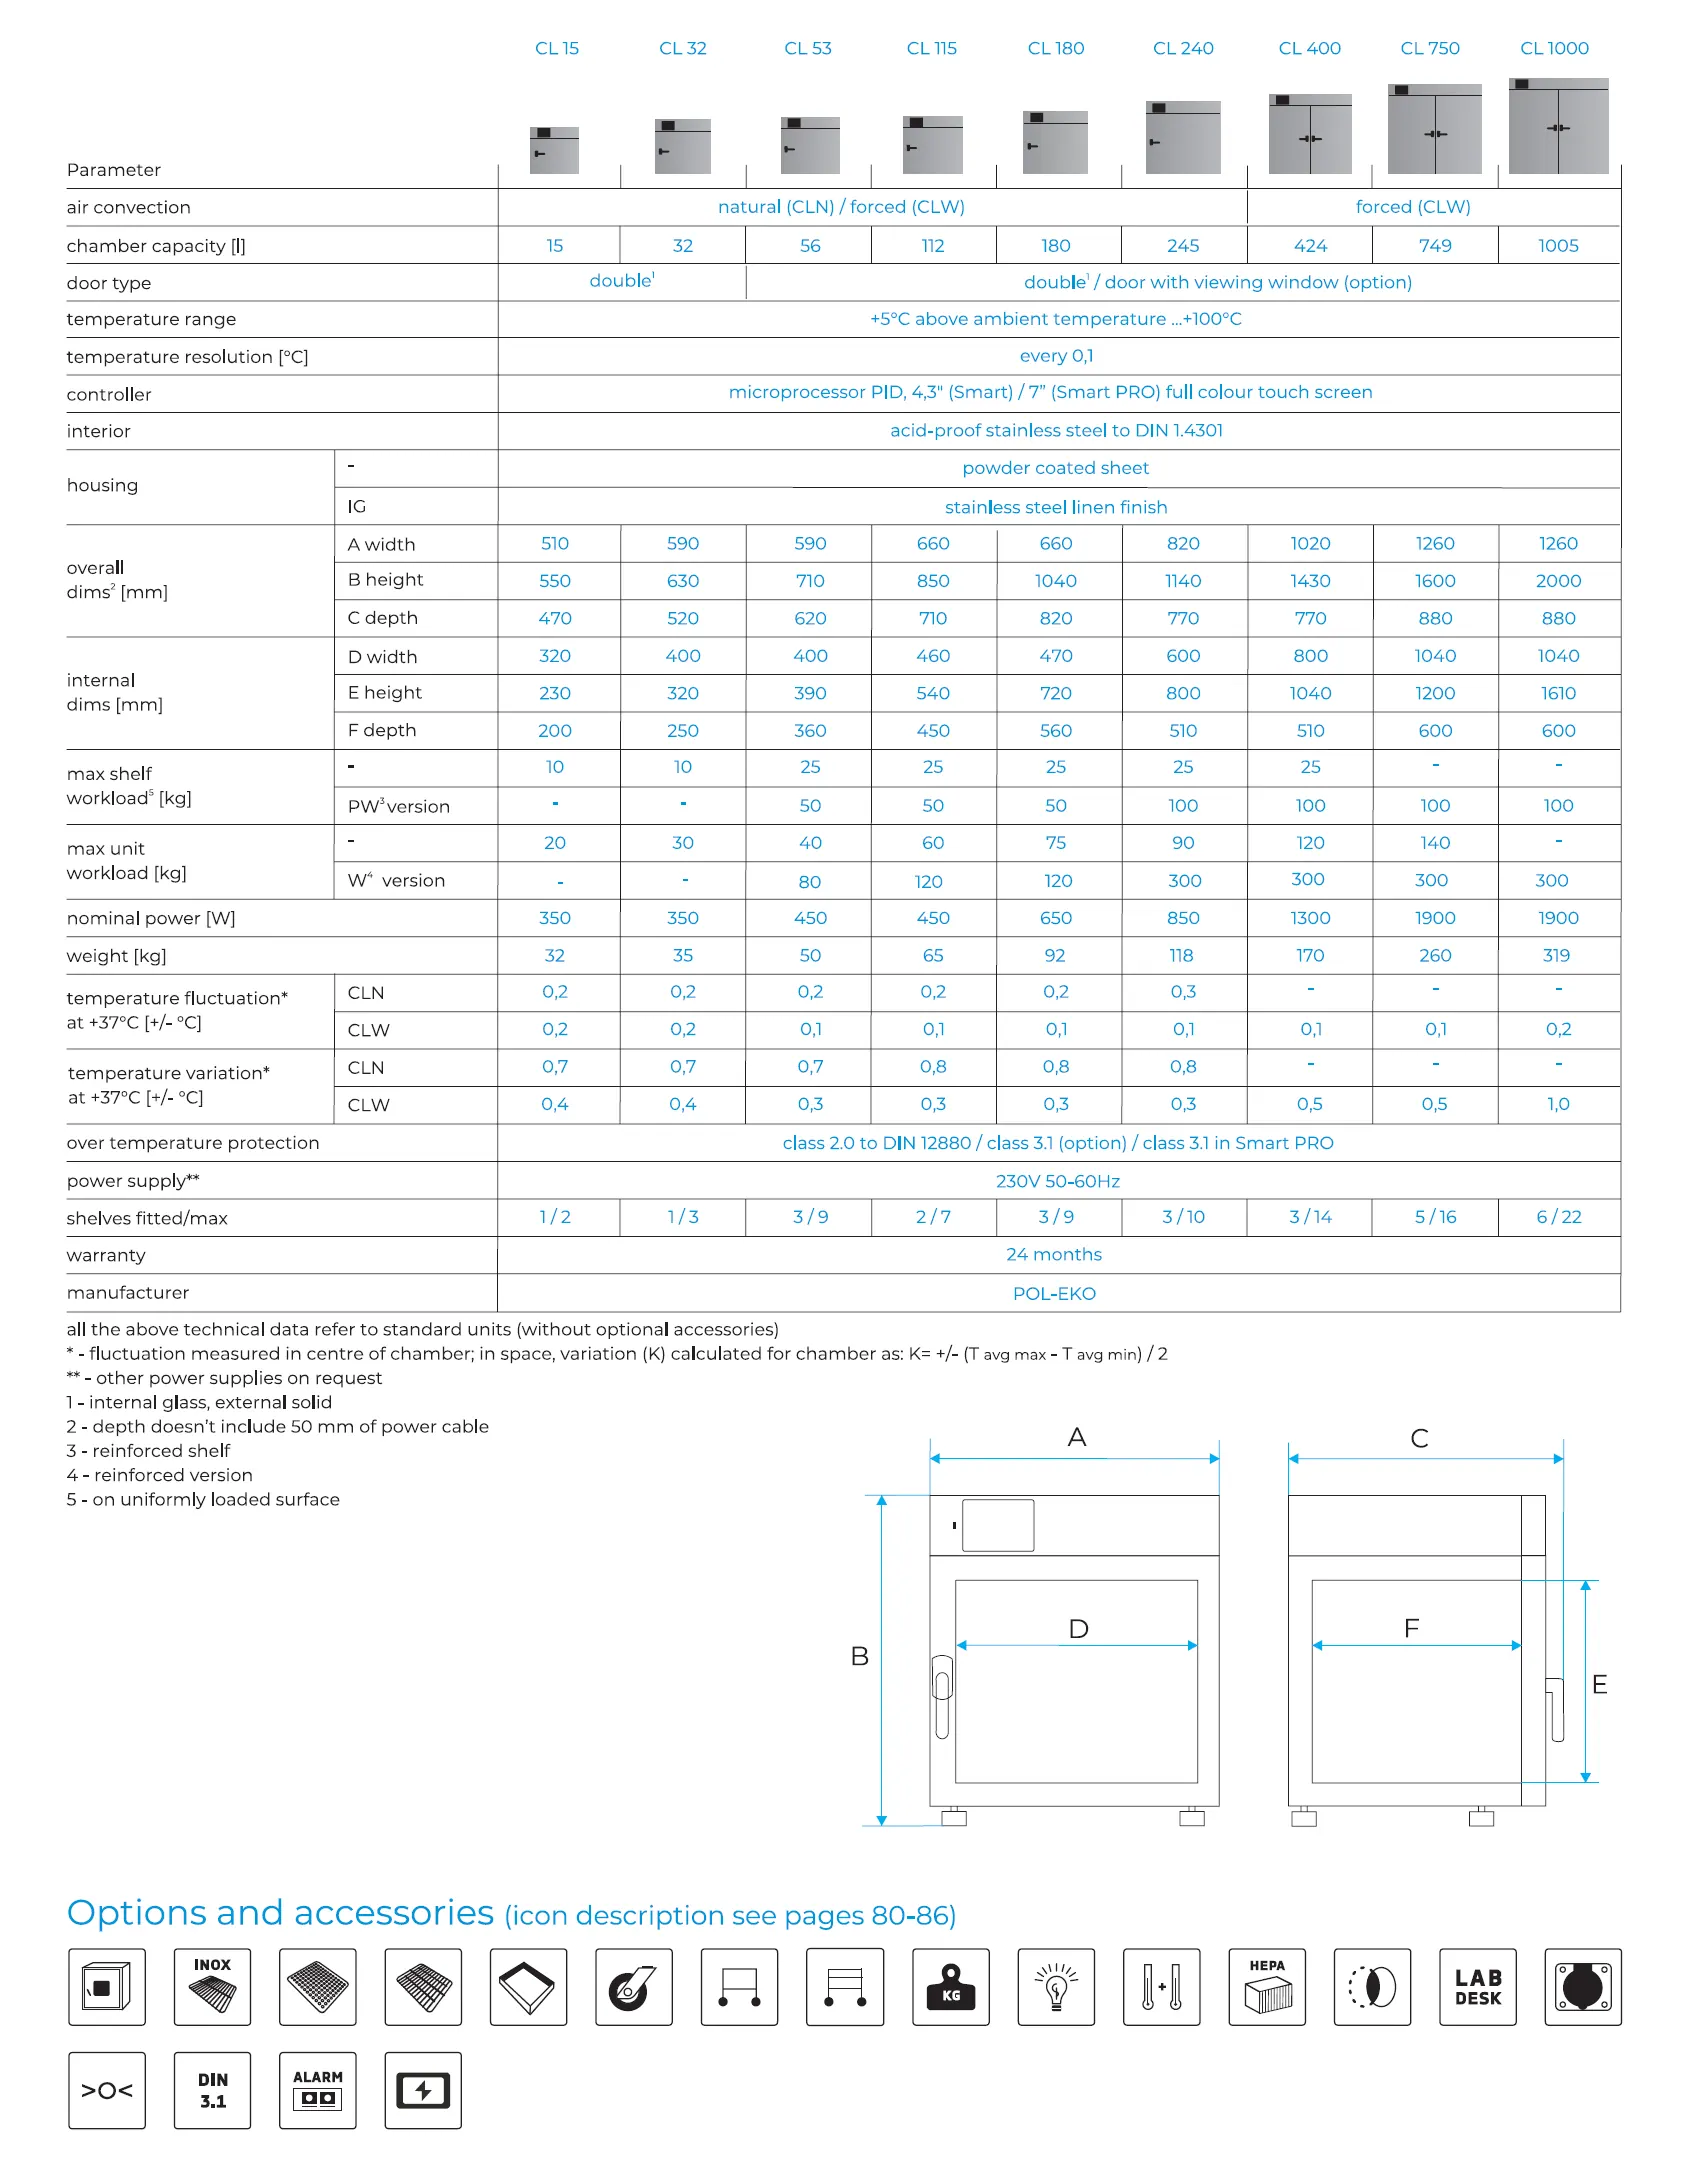 CL 15 CL 32 CL 53 CL 115 CL 180 CL 240 CL 400 CL 750 CL 1000
Parameter
air convection natural (CLN) / forced (CLW) forced (CLW)
chamber capacity [l] 15 32 56 112 180 245 424 749 1005
door type double¹ double¹ / door with viewing window (option)
temperature range +5°C above ambient temperature ...+100°C
temperature resolution [°C] every 0,1
controller microprocessor PID, 4,3" (Smart) / 7” (Smart PRO) full colour touch screen
interior acid-proof stainless steel to DIN 1.4301
housing - powder coated sheet
IG stainless steel linen finish
overall dims² [mm] A width 510 590 590 660 660 820 1020 1260 1260
B height 550 630 710 850 1040 1140 1430 1600 2000
C depth 470 520 620 710 820 770 770 880 880
internal dims [mm] D width 320 400 400 460 470 600 800 1040 1040
E height 230 320 390 540 720 800 1040 1200 1610
F depth 200 250 360 450 560 510 510 600 600
max shelf workload⁵ [kg] - 10 10 25 25 25 25 25 - -
PW³ version - - 50 50 50 100 100 100 100
max unit workload [kg] - 20 30 40 60 75 90 120 140 -
W⁴ version - - 80 120 120 300 300 300 300
nominal power [W] 350 350 450 450 650 850 1300 1900 1900
weight [kg] 32 35 50 65 92 118 170 260 319
temperature fluctuation* at +37°C [+/- °C] CLN 0,2 0,2 0,2 0,2 0,2 0,3 - - -
CLW 0,2 0,2 0,1 0,1 0,1 0,1 0,1 0,1 0,2
temperature variation* at +37°C [+/- °C] CLN 0,7 0,7 0,7 0,8 0,8 0,8 - - -
CLW 0,4 0,4 0,3 0,3 0,3 0,3 0,5 0,5 1,0
over temperature protection class 2.0 to DIN 12880 / class 3.1 (option) / class 3.1 in Smart PRO
power supply** 230V 50-60Hz
shelves fitted/max 1 / 2 1 / 3 3 / 9 2 / 7 3 / 9 3 / 10 3 / 14 5 / 16 6 / 22
warranty 24 months
manufacturer POL-EKO
all the above technical data refer to standard units (without optional accessories)
* - fluctuation measured in centre of chamber; in space, variation (K) calculated for chamber as: K= +/- (T avg max - T avg min) / 2
** - other power supplies on request
1 - internal glass, external solid
2 - depth doesn’t include 50 mm of power cable
3 - reinforced shelf
4 - reinforced version
5 - on uniformly loaded surface
A C
D F
B E
Options and accessories (icon description see pages 80-86)
INOX KG HEPA LAB DESK
>O< DIN 3.1 ALARM